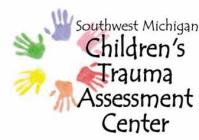 Southwest Michigan
Children's
Trauma
Assessment
Center